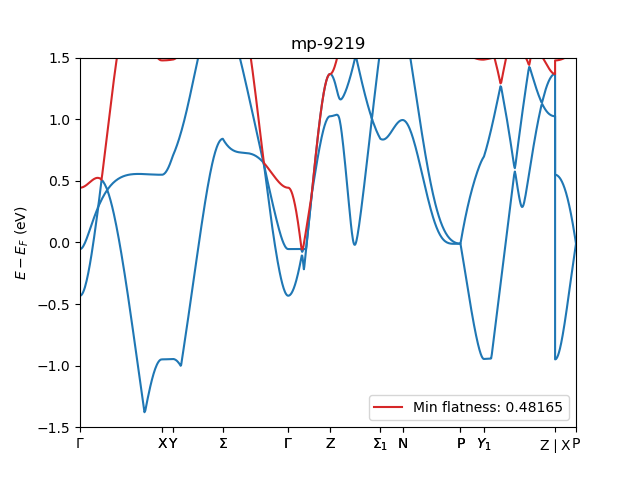 mp-9219
E − E_F (eV)
1.5
1.0
0.5
0.0
−0.5
−1.0
−1.5
Min flatness: 0.48165
Γ X Y Σ Γ Z Σ₁ N P Y₁ Z | X P